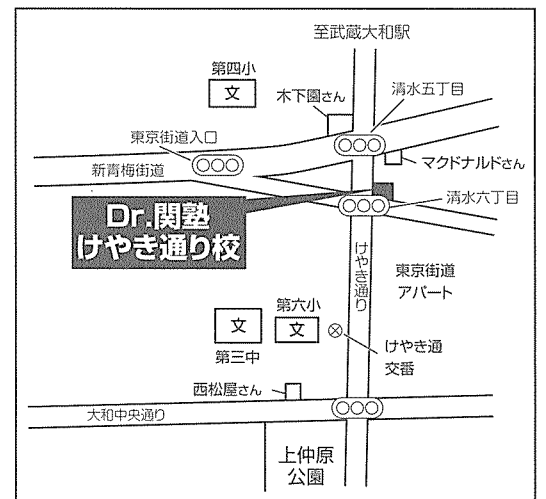 至武蔵大和駅
第四小
文
木下園さん
清水五丁目
東京街道入口
新青梅街道
マクドナルドさん
Dr.関塾
けやき通り校
清水六丁目
けやき通り
東京街道
アパート
第六小
文
文
第三中
けやき通
交番
西松屋さん
大和中央通り
上仲原
公園